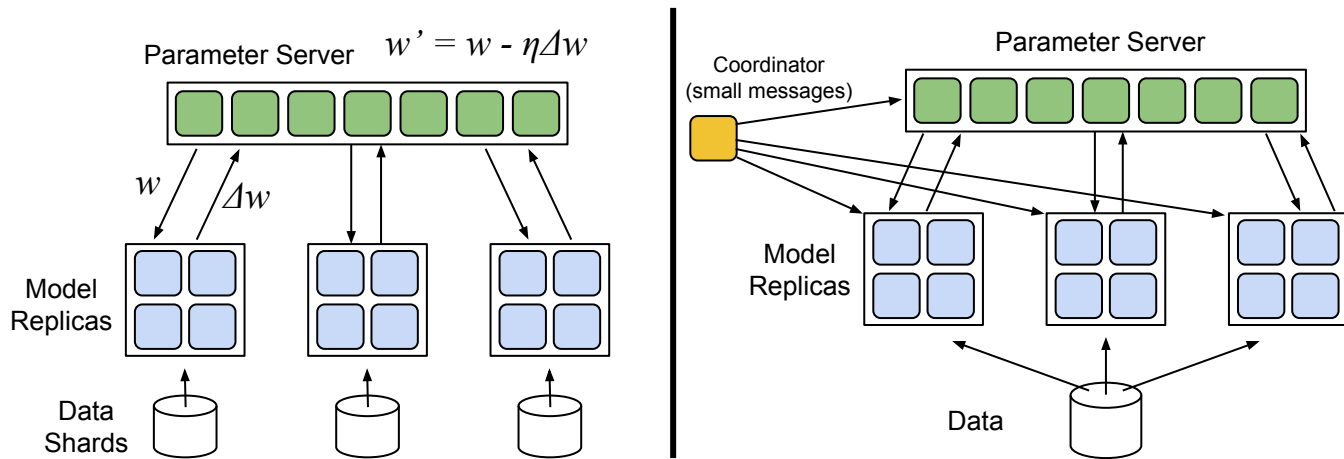 Parameter Server
w’ = w - ηΔw
w
Δw
Model
Replicas
Data
Shards
Parameter Server
Coordinator
(small messages)
Model
Replicas
Data